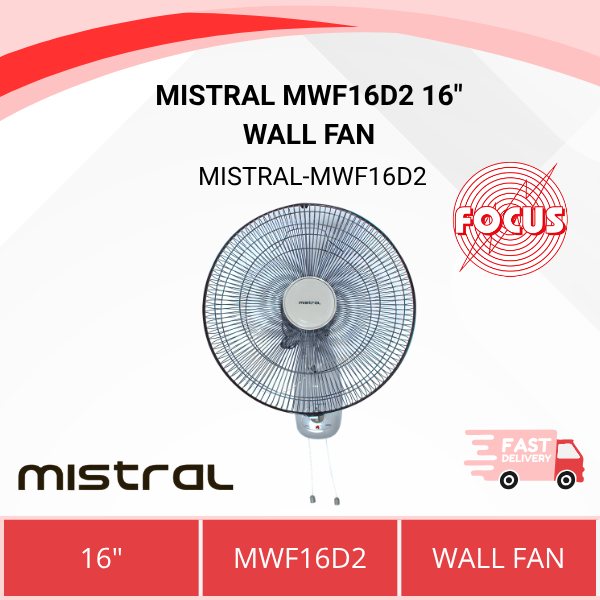 MISTRAL MWF16D2 16"
WALL FAN
MISTRAL-MWF16D2
FOCUS
mistral
FAST
DELIVERY
mistral
16"
MWF16D2
WALL FAN